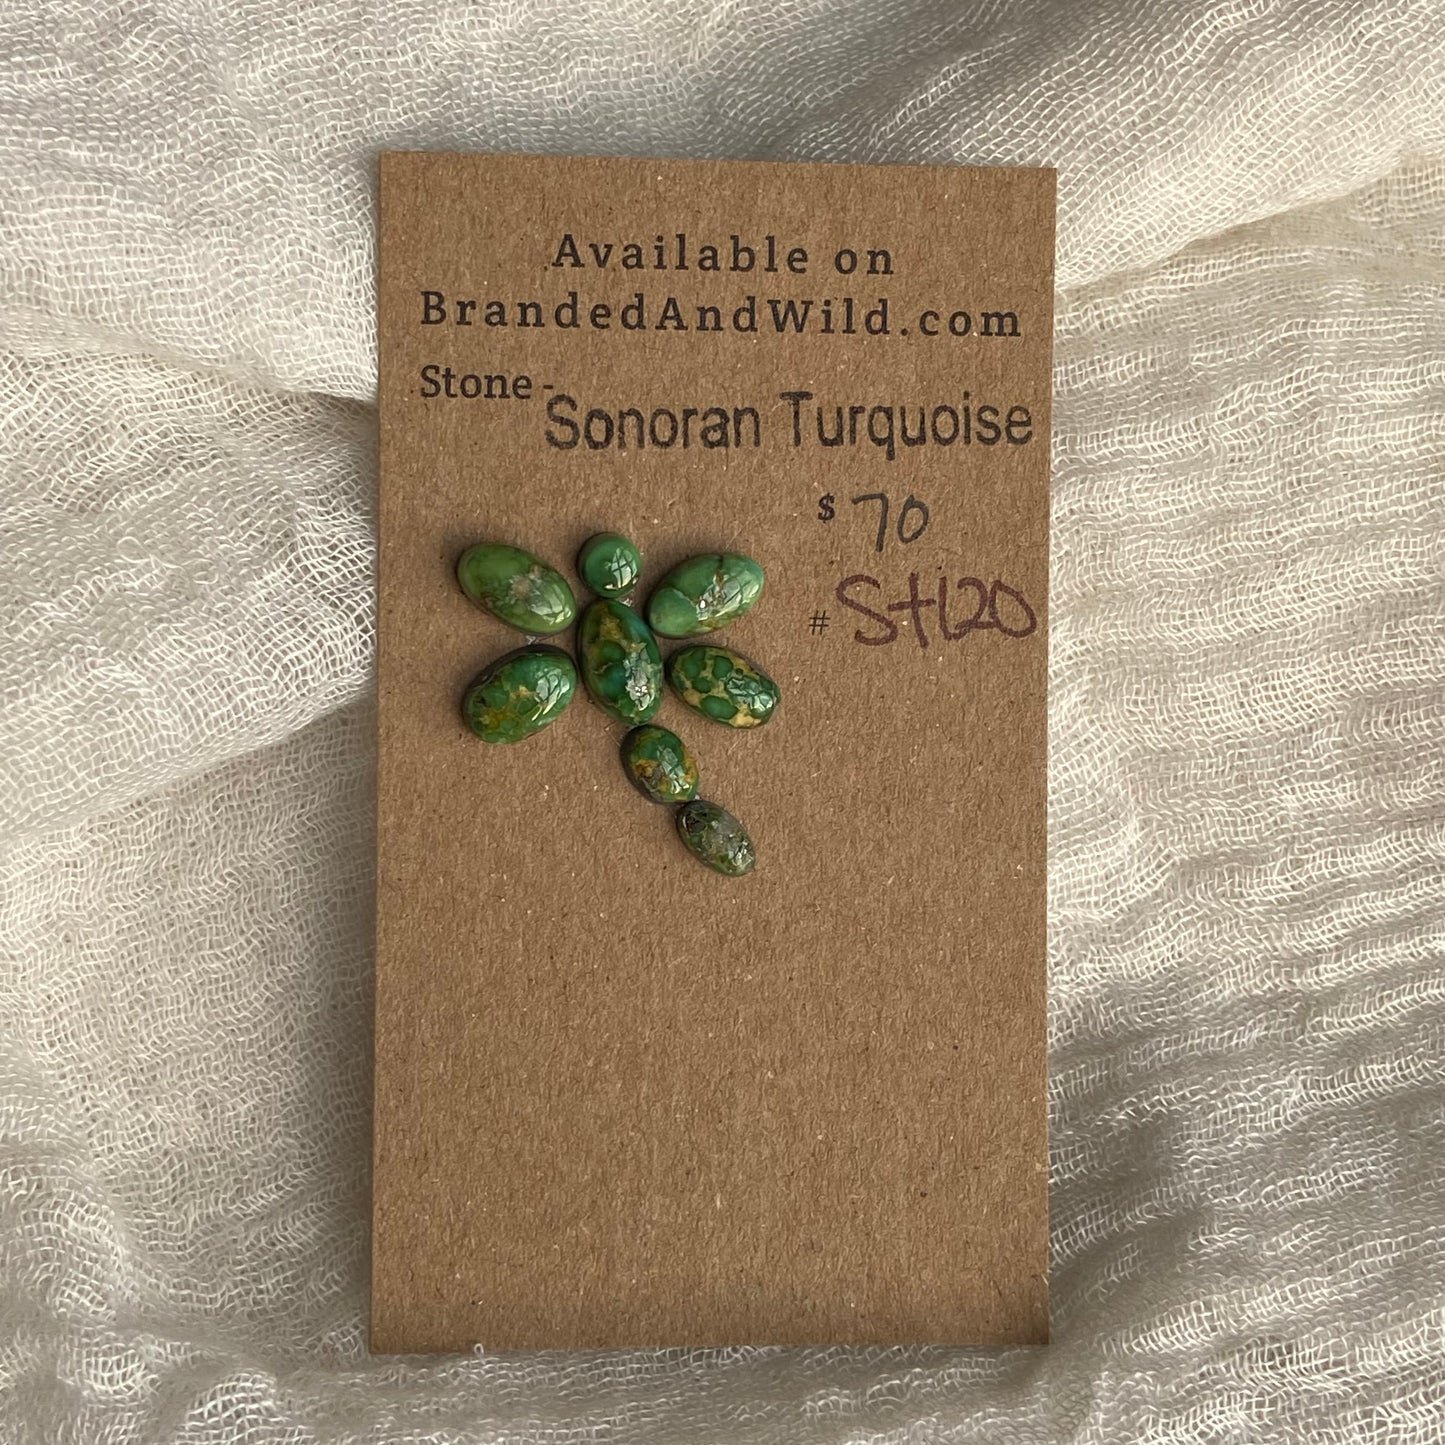 Available on
BrandedAndWild.com
Stone - Sonoran Turquoise
$ 70
# St120